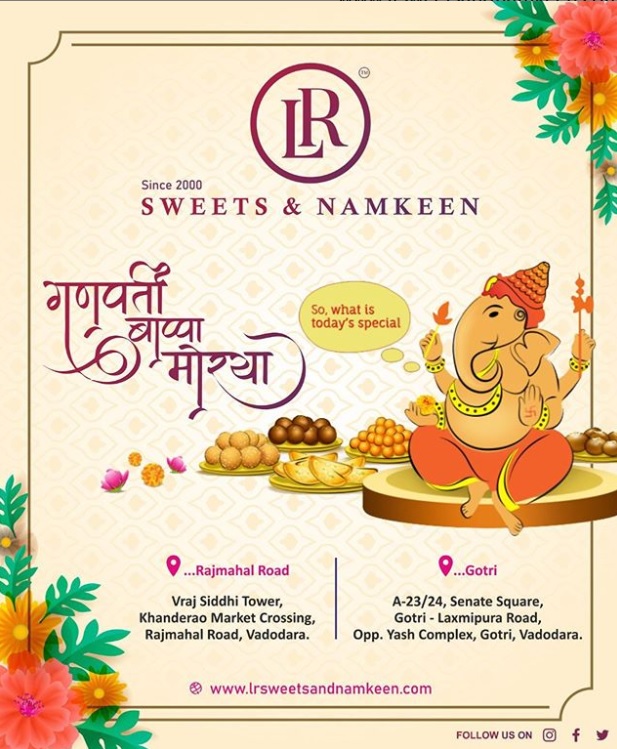 LR
TM
Since 2000
SWEETS & NAMKEEN
गणपती
बाप्पा
मोरया
So, what is
today's special
...Rajmahal Road
Vraj Siddhi Tower,
Khanderao Market Crossing,
Rajmahal Road, Vadodara.
...Gotri
A-23/24, Senate Square,
Gotri - Laxmipura Road,
Opp. Yash Complex, Gotri, Vadodara.
www.lrsweetsandnamkeen.com
FOLLOW US ON